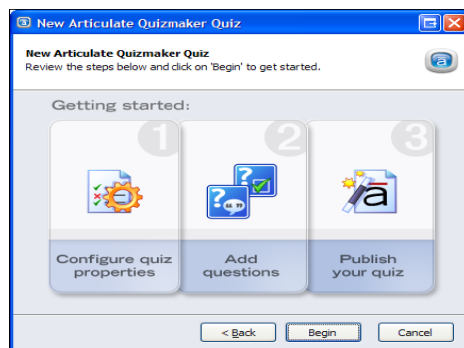 New Articulate Quizmaker Quiz
New Articulate Quizmaker Quiz
Review the steps below and click on 'Begin' to get started.
Getting started:
1
2
3
Configure quiz
properties
Add
questions
Publish
your quiz
< Back
Begin
Cancel